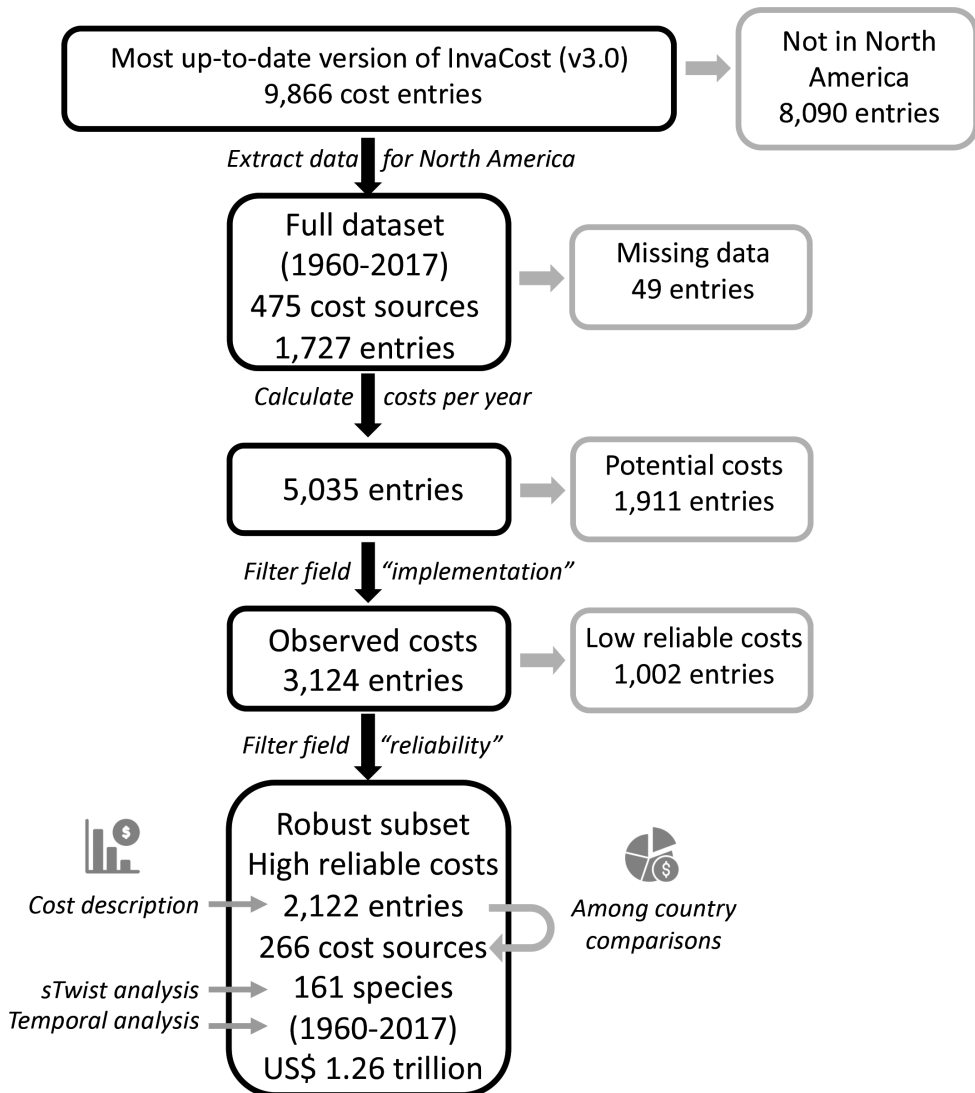 Most up-to-date version of InvaCost (v3.0)
9,866 cost entries
Not in North
America
8,090 entries
Extract data for North America
Full dataset
(1960-2017)
475 cost sources
1,727 entries
Missing data
49 entries
Calculate costs per year
5,035 entries
Potential costs
1,911 entries
Filter field “implementation”
Observed costs
3,124 entries
Low reliable costs
1,002 entries
Filter field “reliability”
Robust subset
High reliable costs
2,122 entries
266 cost sources
161 species
(1960-2017)
US$ 1.26 trillion
$
Cost description
sTwist analysis
Temporal analysis
$
Among country
comparisons